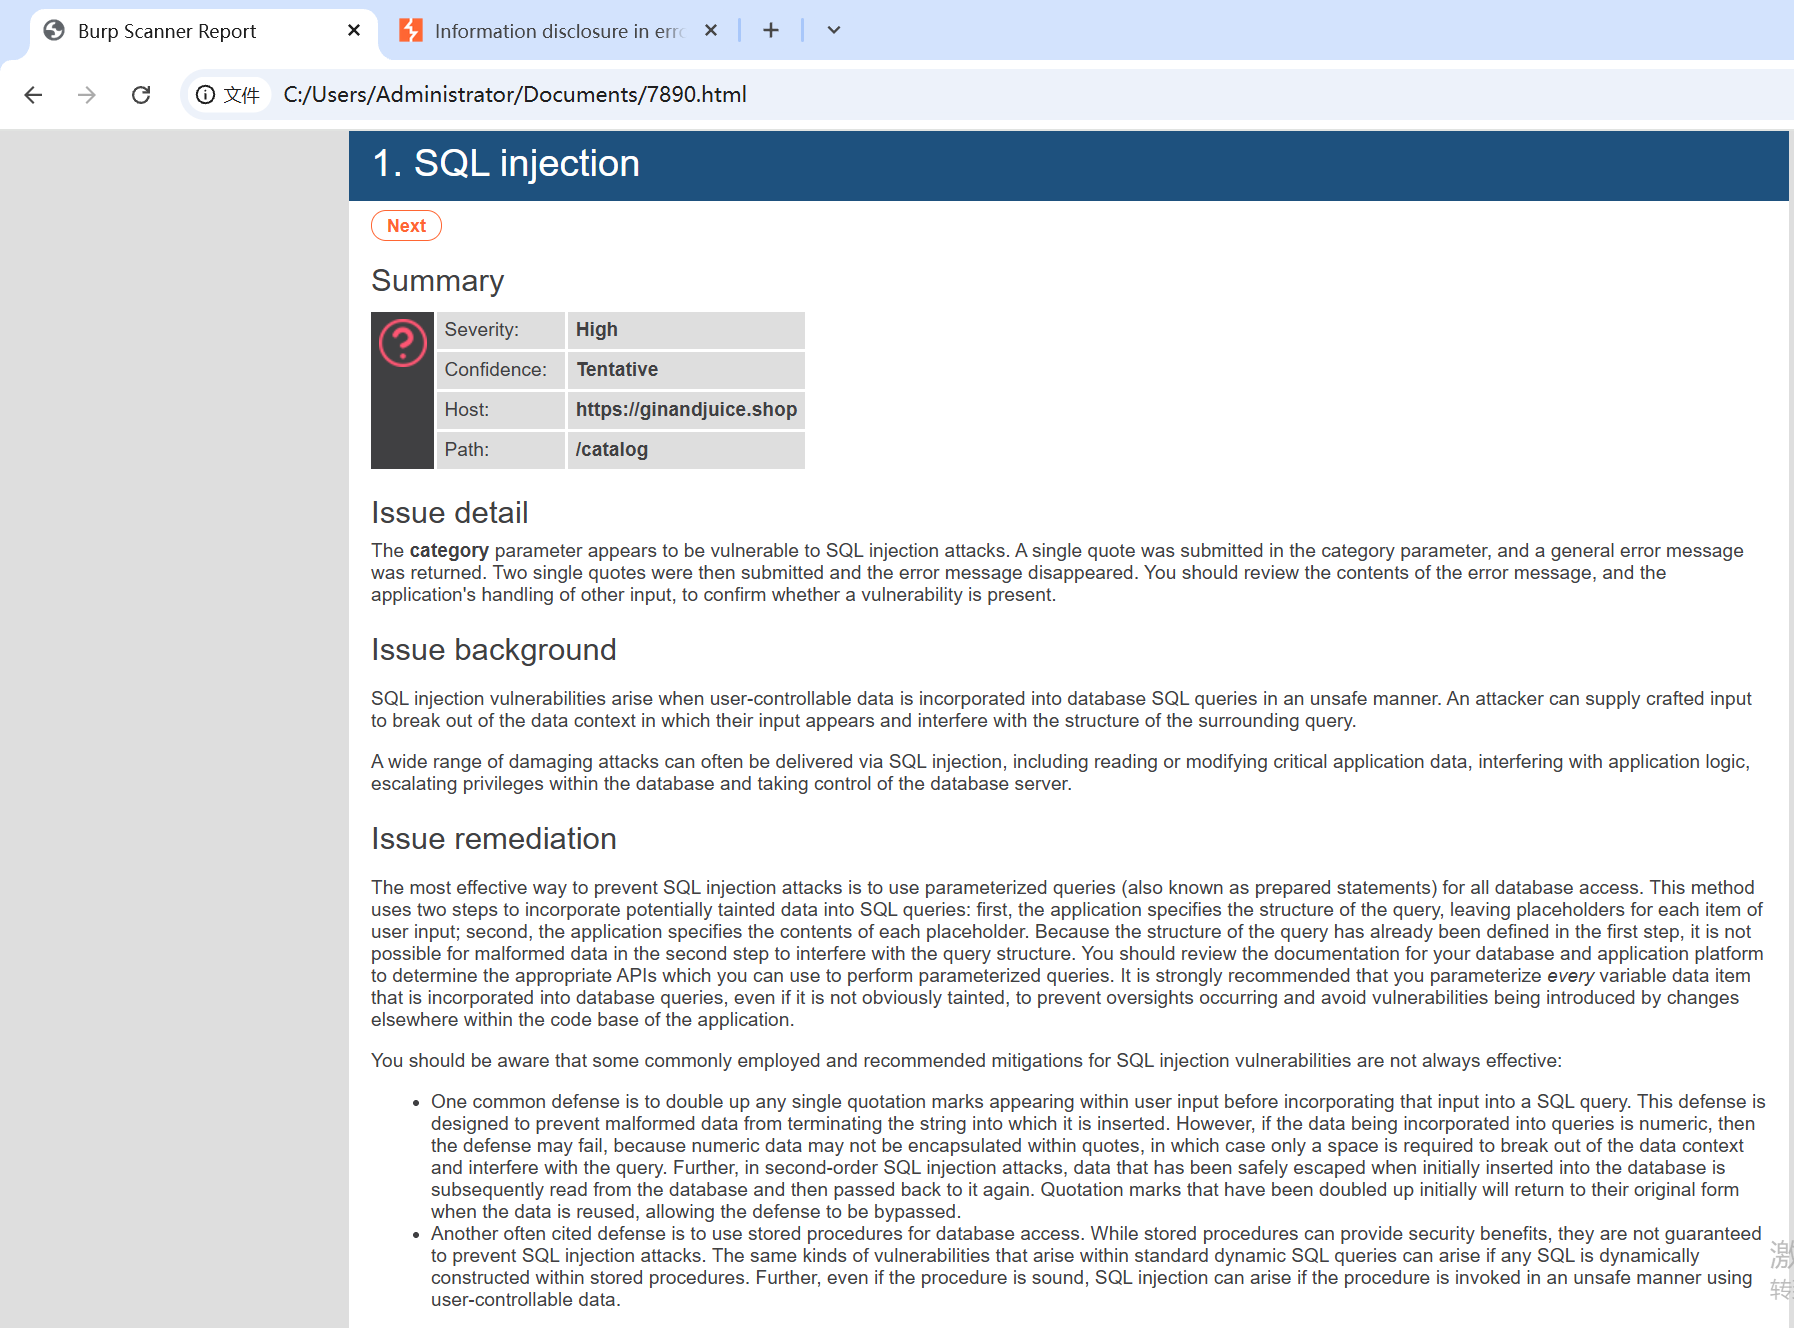 Burp Scanner Report
Information disclosure in erro
文件 C:/Users/Administrator/Documents/7890.html
1. SQL injection
Next
Summary
Severity: High
Confidence: Tentative
Host: https://ginandjuice.shop
Path: /catalog
Issue detail
The category parameter appears to be vulnerable to SQL injection attacks. A single quote was submitted in the category parameter, and a general error message
was returned. Two single quotes were then submitted and the error message disappeared. You should review the contents of the error message, and the
application's handling of other input, to confirm whether a vulnerability is present.
Issue background
SQL injection vulnerabilities arise when user-controllable data is incorporated into database SQL queries in an unsafe manner. An attacker can supply crafted input
to break out of the data context in which their input appears and interfere with the structure of the surrounding query.
A wide range of damaging attacks can often be delivered via SQL injection, including reading or modifying critical application data, interfering with application logic,
escalating privileges within the database and taking control of the database server.
Issue remediation
The most effective way to prevent SQL injection attacks is to use parameterized queries (also known as prepared statements) for all database access. This method
uses two steps to incorporate potentially tainted data into SQL queries: first, the application specifies the structure of the query, leaving placeholders for each item of
user input; second, the application specifies the contents of each placeholder. Because the structure of the query has already been defined in the first step, it is not
possible for malformed data in the second step to interfere with the query structure. You should review the documentation for your database and application platform
to determine the appropriate APIs which you can use to perform parameterized queries. It is strongly recommended that you parameterize every variable data item
that is incorporated into database queries, even if it is not obviously tainted, to prevent oversights occurring and avoid vulnerabilities being introduced by changes
elsewhere within the code base of the application.
You should be aware that some commonly employed and recommended mitigations for SQL injection vulnerabilities are not always effective:
• One common defense is to double up any single quotation marks appearing within user input before incorporating that input into a SQL query. This defense is
designed to prevent malformed data from terminating the string into which it is inserted. However, if the data being incorporated into queries is numeric, then
the defense may fail, because numeric data may not be encapsulated within quotes, in which case only a space is required to break out of the data context
and interfere with the query. Further, in second-order SQL injection attacks, data that has been safely escaped when initially inserted into the database is
subsequently read from the database and then passed back to it again. Quotation marks that have been doubled up initially will return to their original form
when the data is reused, allowing the defense to be bypassed.
• Another often cited defense is to use stored procedures for database access. While stored procedures can provide security benefits, they are not guaranteed
to prevent SQL injection attacks. The same kinds of vulnerabilities that arise within standard dynamic SQL queries can arise if any SQL is dynamically
constructed within stored procedures. Further, even if the procedure is sound, SQL injection can arise if the procedure is invoked in an unsafe manner using
user-controllable data.